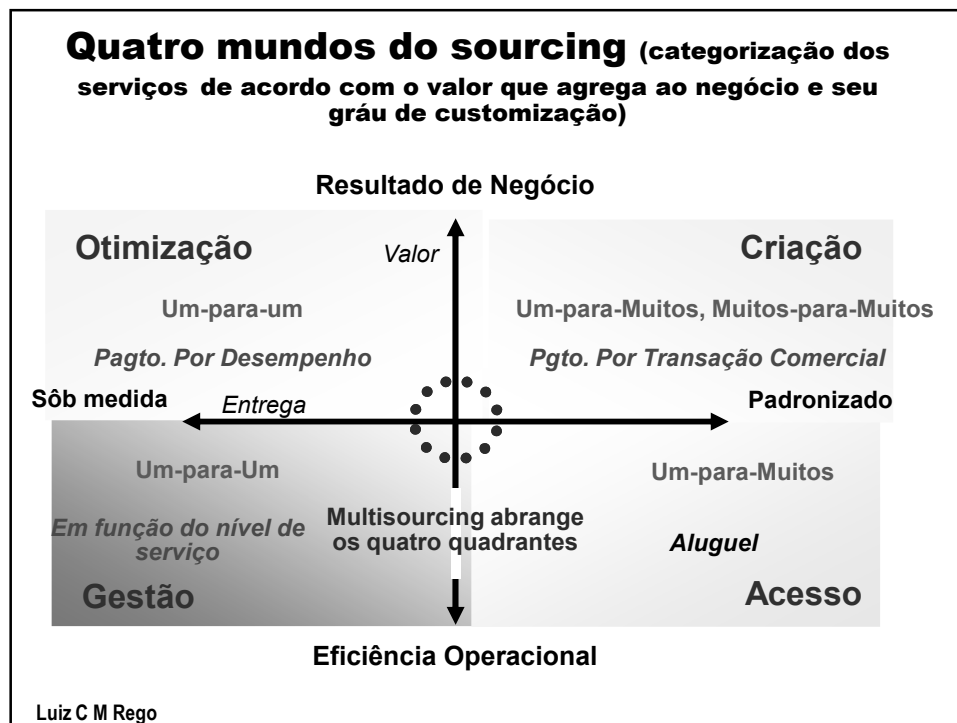 Quatro mundos do sourcing (categorização dos
serviços de acordo com o valor que agrega ao negócio e seu
gráu de customização)
Resultado de Negócio
Otimização
Valor
Criação
Um-para-um
Um-para-Muitos, Muitos-para-Muitos
Pagto. Por Desempenho
Pgto. Por Transação Comercial
Sôb medida
Entrega
Padronizado
Um-para-Um
Um-para-Muitos
Em função do nível de
serviço
Multisourcing abrange
os quatro quadrantes
Aluguel
Gestão
Acesso
Eficiência Operacional
Luiz C M Rego